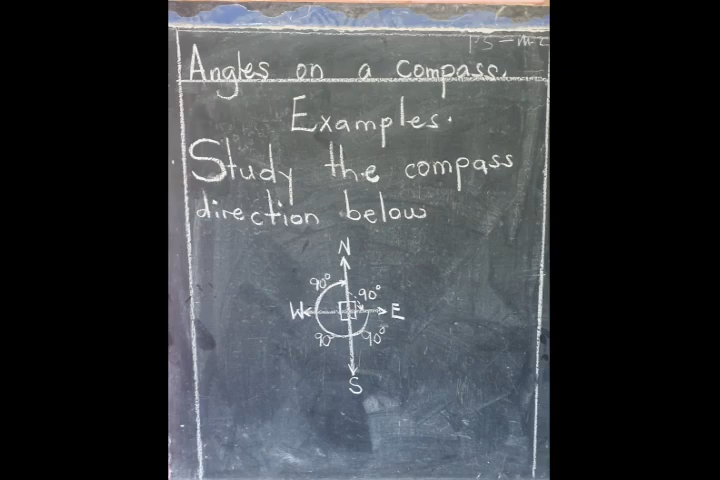 Angles on a compass.
Examples.
Study the compass
direction below
N
90° 90°
W E
90 90°
S